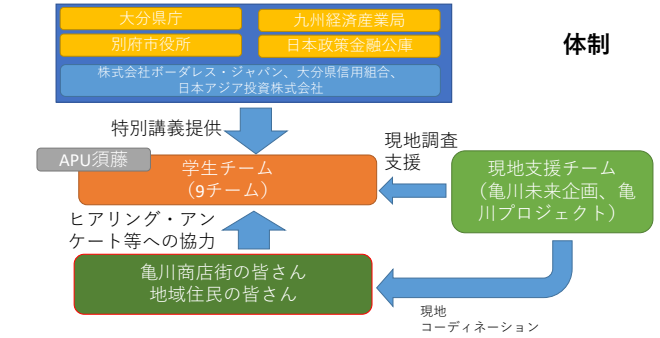 大分県庁
九州経済産業局
別府市役所
日本政策金融公庫
株式会社ボーダレス・ジャパン、大分県信用組合、
日本アジア投資株式会社
体制
特別講義提供
現地調査
支援
APU須藤
学生チーム
(9チーム)
現地支援チーム
(亀川未来企画、亀
川プロジェクト)
ヒアリング・アン
ケート等への協力
亀川商店街の皆さん
地域住民の皆さん
現地
コーディネーション